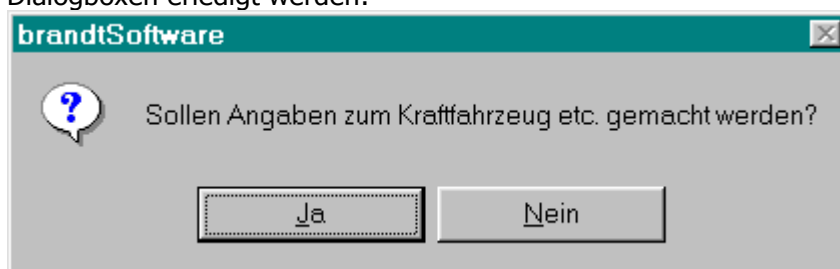 Dialogboxen erledigt werden.
brandtSoftware
Sollen Angaben zum Kraftfahrzeug etc. gemacht werden?
Ja
Nein